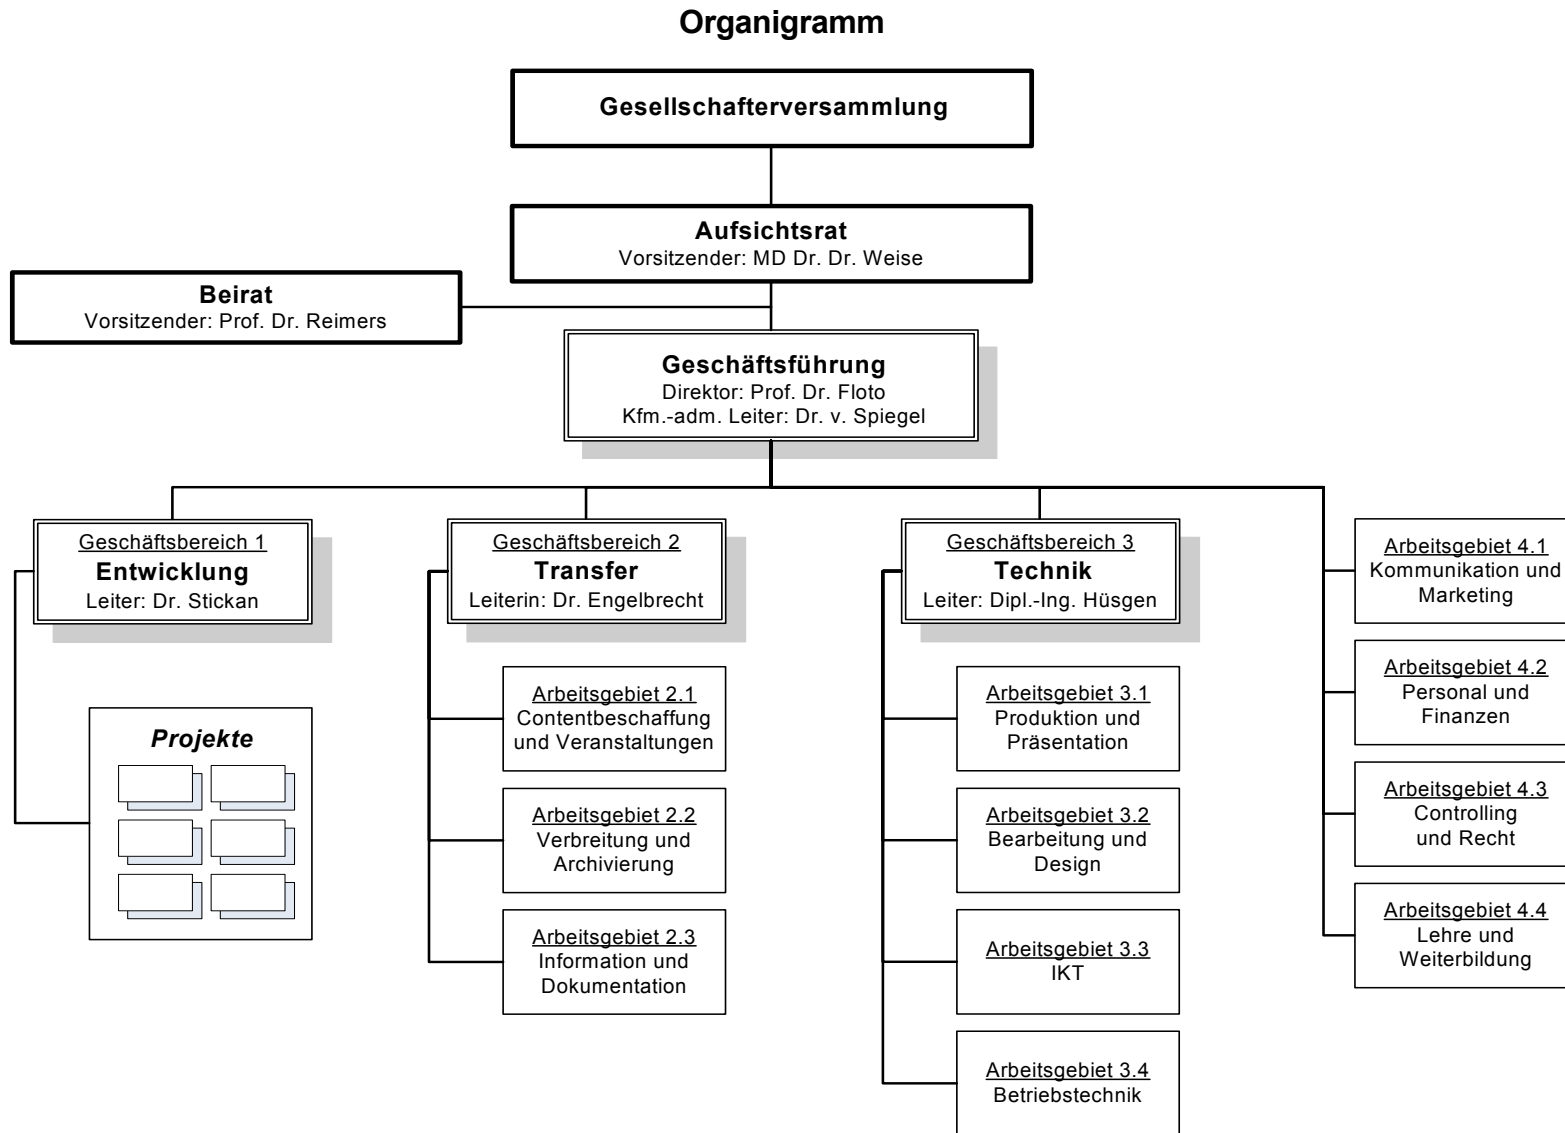 Organigramm
Gesellschafterversammlung
Aufsichtsrat
Vorsitzender: MD Dr. Dr. Weise
Beirat
Vorsitzender: Prof. Dr. Reimers
Geschäftsführung
Direktor: Prof. Dr. Floto
Kfm.-adm. Leiter: Dr. v. Spiegel
Geschäftsbereich 1
Entwicklung
Leiter: Dr. Stickan
Projekte
Geschäftsbereich 2
Transfer
Leiterin: Dr. Engelbrecht
Arbeitsgebiet 2.1
Contentbeschaffung
und Veranstaltungen
Arbeitsgebiet 2.2
Verbreitung und
Archivierung
Arbeitsgebiet 2.3
Information und
Dokumentation
Geschäftsbereich 3
Technik
Leiter: Dipl.-Ing. Hüsgen
Arbeitsgebiet 3.1
Produktion und
Präsentation
Arbeitsgebiet 3.2
Bearbeitung und
Design
Arbeitsgebiet 3.3
IKT
Arbeitsgebiet 3.4
Betriebstechnik
Arbeitsgebiet 4.1
Kommunikation und
Marketing
Arbeitsgebiet 4.2
Personal und
Finanzen
Arbeitsgebiet 4.3
Controlling
und Recht
Arbeitsgebiet 4.4
Lehre und
Weiterbildung